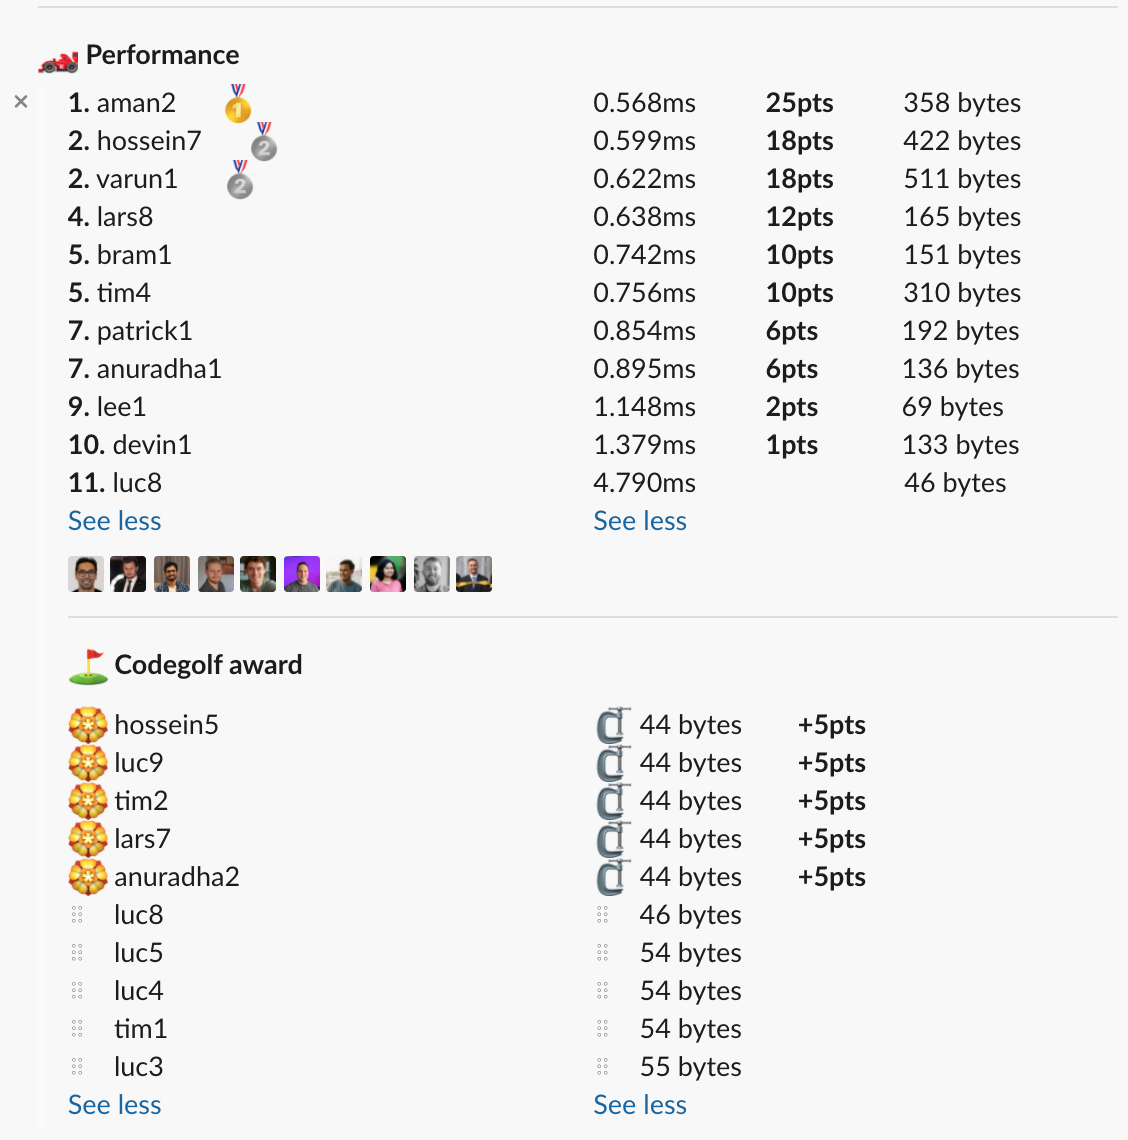 Performance
1. aman2 1 0.568ms 25pts 358 bytes
2. hossein7 2 0.599ms 18pts 422 bytes
2. varun1 2 0.622ms 18pts 511 bytes
4. lars8 0.638ms 12pts 165 bytes
5. bram1 0.742ms 10pts 151 bytes
5. tim4 0.756ms 10pts 310 bytes
7. patrick1 0.854ms 6pts 192 bytes
7. anuradha1 0.895ms 6pts 136 bytes
9. lee1 1.148ms 2pts 69 bytes
10. devin1 1.379ms 1pts 133 bytes
11. luc8 4.790ms 46 bytes
See less See less
Codegolf award
hossein5 44 bytes +5pts
luc9 44 bytes +5pts
tim2 44 bytes +5pts
lars7 44 bytes +5pts
anuradha2 44 bytes +5pts
luc8 46 bytes
luc5 54 bytes
luc4 54 bytes
tim1 54 bytes
luc3 55 bytes
See less See less